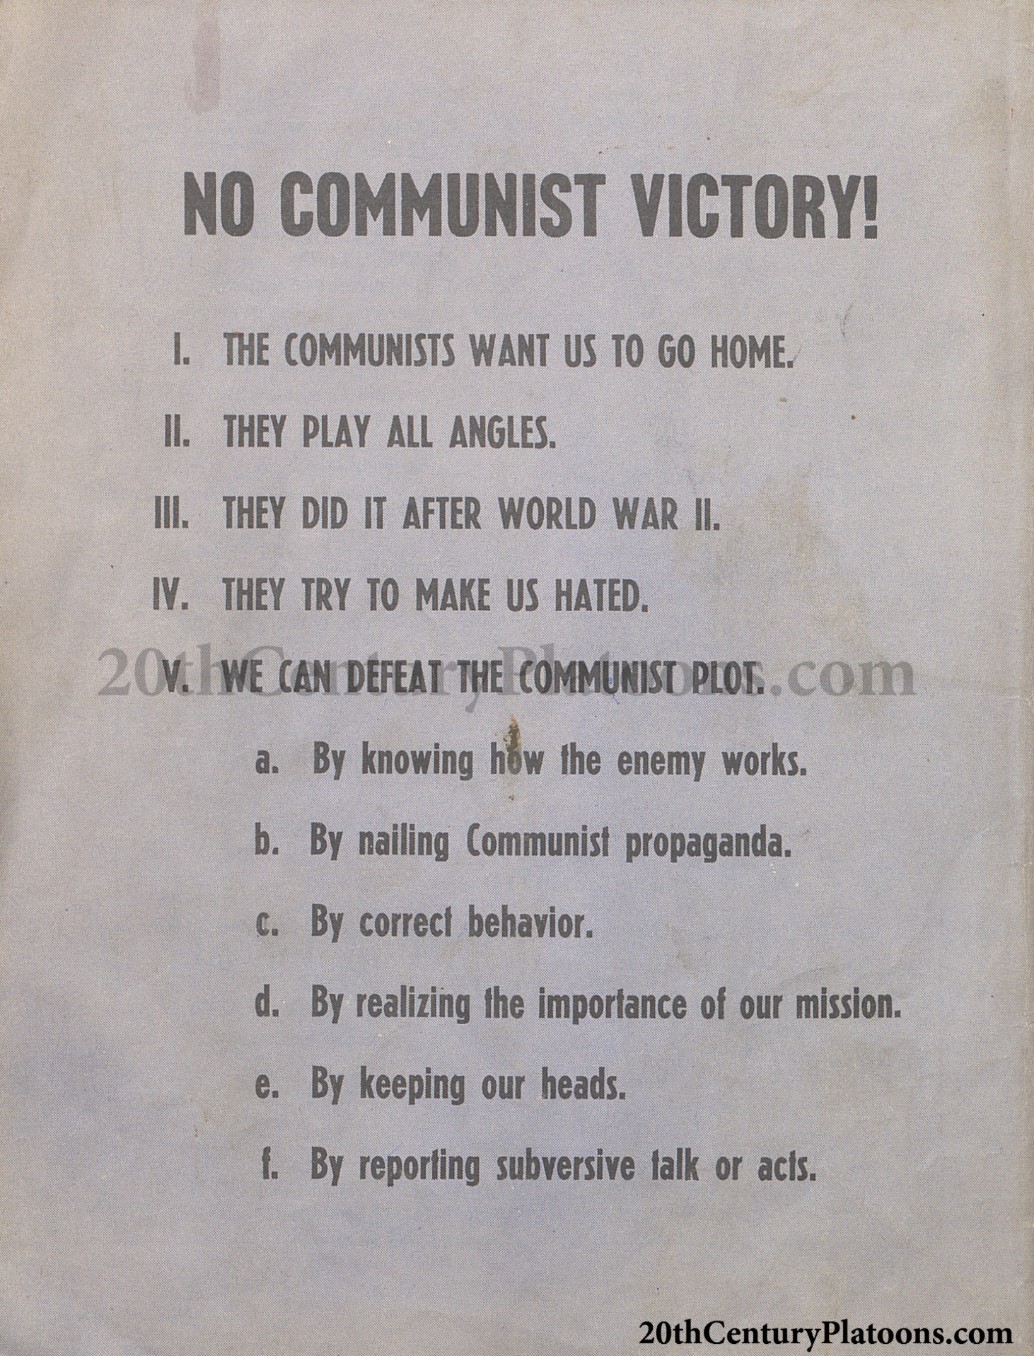 NO COMMUNIST VICTORY!
I. THE COMMUNISTS WANT US TO GO HOME.
II. THEY PLAY ALL ANGLES.
III. THEY DID IT AFTER WORLD WAR II.
IV. THEY TRY TO MAKE US HATED.
20thCenturyPlatoons.com
V. WE CAN DEFEAT THE COMMUNIST PLOT.
a. By knowing how the enemy works.
b. By nailing Communist propaganda.
c. By correct behavior.
d. By realizing the importance of our mission.
e. By keeping our heads.
f. By reporting subversive talk or acts.
20thCenturyPlatoons.com